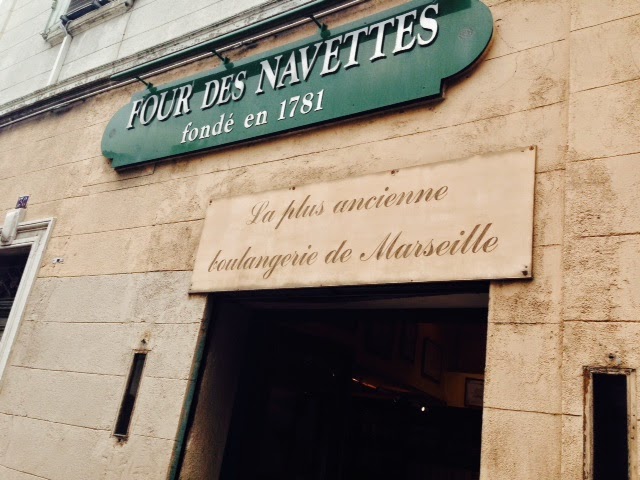 FOUR DES NAVETTES
fondé en 1781
La plus ancienne
boulangerie de Marseille